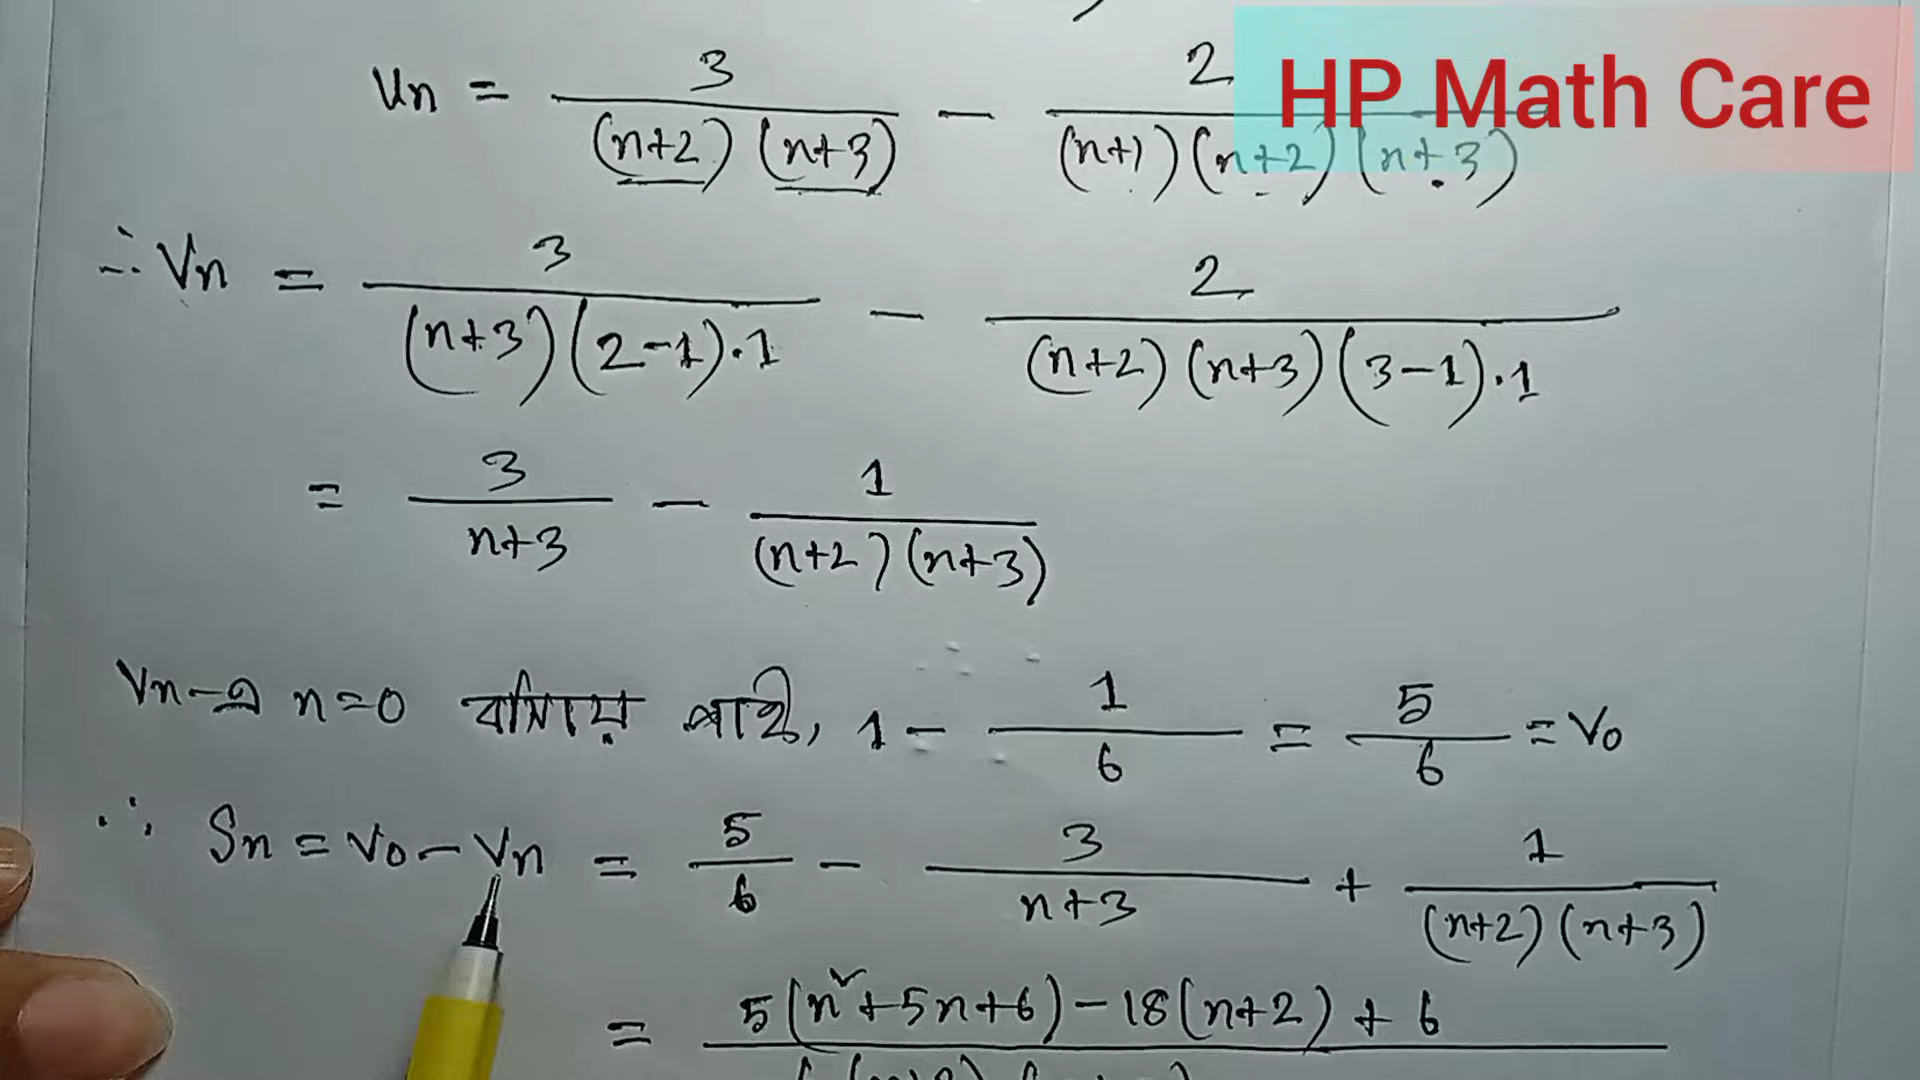 HP Math Care
Un = 3/((n+2)(n+3)) - 2/((n+1)(n+2)(n+3))
∴ Vn = 3/((n+3)(2-1).1) - 2/((n+2)(n+3)(3-1).1)
= 3/(n+3) - 1/((n+2)(n+3))
Vn-এ n=0 বসিয়ে পাই, 1 - 1/6 = 5/6 = V₀
∴ Sn = V₀ - Vn = 5/6 - 3/(n+3) + 1/((n+2)(n+3))
= 5(n²+5n+6)-18(n+2)+6